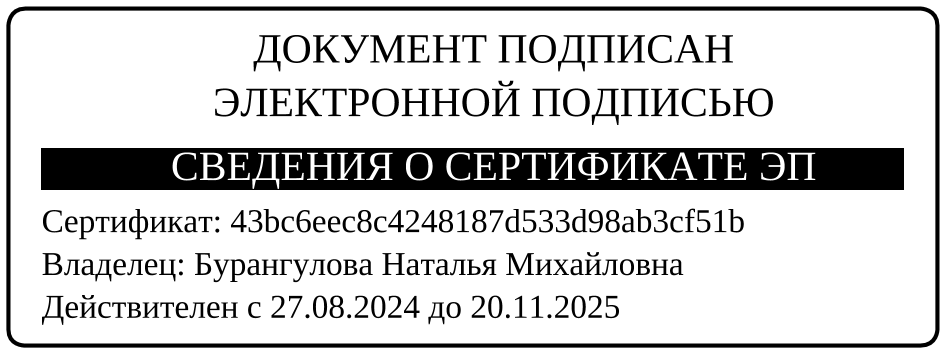 ДОКУМЕНТ ПОДПИСАН
ЭЛЕКТРОННОЙ ПОДПИСЬЮ
СВЕДЕНИЯ О СЕРТИФИКАТЕ ЭП
Сертификат: 43bc6eec8c4248187d533d98ab3cf51b
Владелец: Бурангулова Наталья Михайловна
Действителен с 27.08.2024 до 20.11.2025